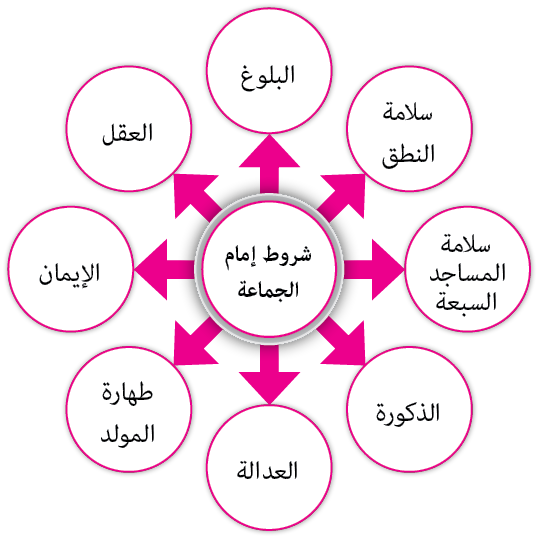 شروط إمام
الجماعة
البلوغ
سلامة
النطق
سلامة
المساجد
السبعة
الذكورة
العدالة
طهارة
المولد
الإيمان
العقل